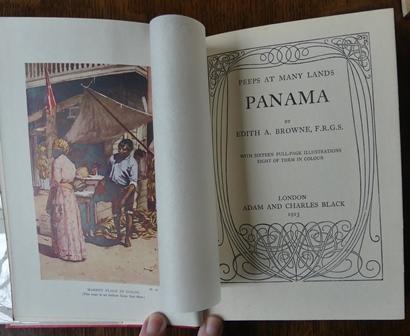 MARKET PLACE IN COLON.
PEEPS AT MANY LANDS
PANAMA
BY
EDITH A. BROWNE, F.R.G.S.
WITH SIXTEEN FULL-PAGE ILLUSTRATIONS
EIGHT OF THEM IN COLOUR
LONDON
ADAM AND CHARLES BLACK
1913